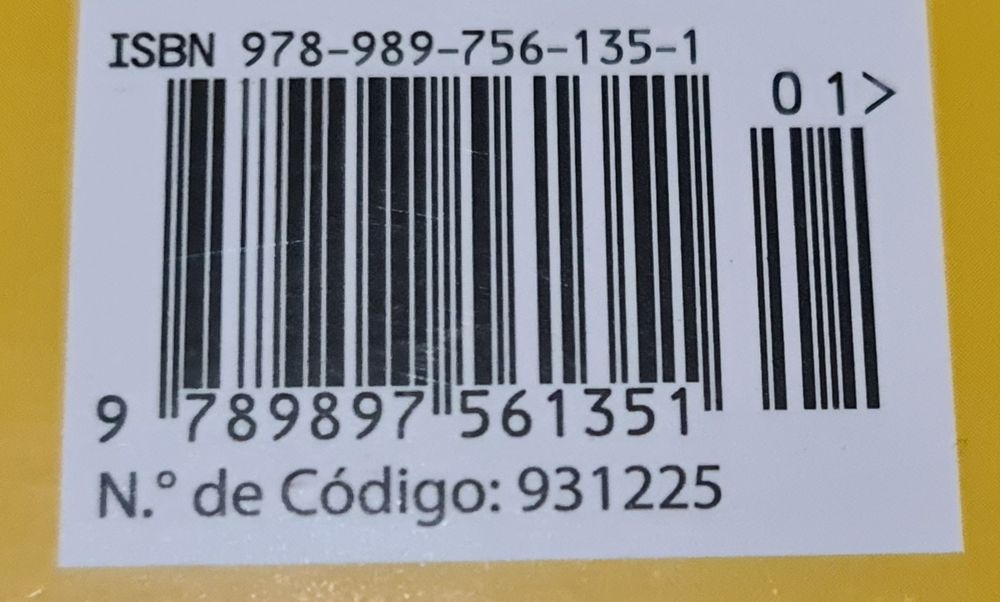 ISBN 978-989-756-135-1
0 1>
9 789897 561351
N.º de Código: 931225